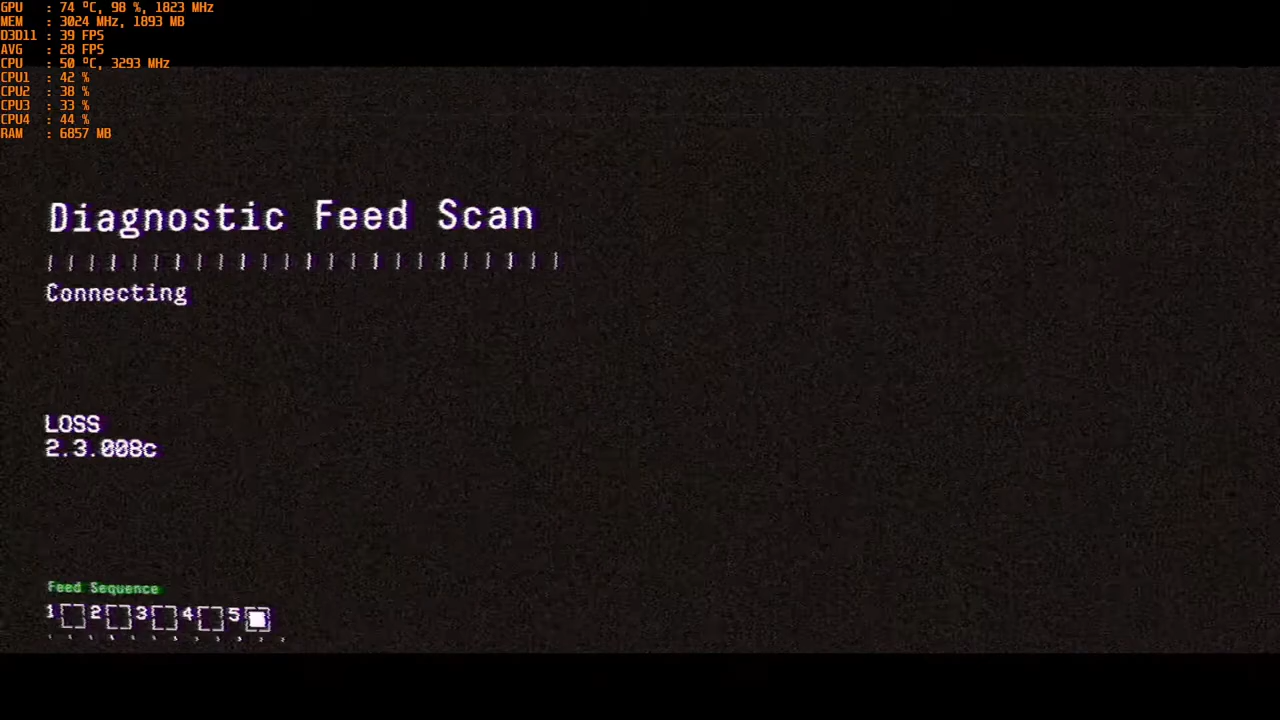 GPU : 74 ºC, 98 %, 1823 MHz
MEM : 3024 MHz, 1893 MB
D3D11 : 39 FPS
AVG : 28 FPS
CPU : 50 ºC, 3293 MHz
CPU1 : 42 %
CPU2 : 38 %
CPU3 : 33 %
CPU4 : 44 %
RAM : 6857 MB
Diagnostic Feed Scan
Connecting
LOSS
2.3.008c
Feed Sequence
1 2 3 4 5